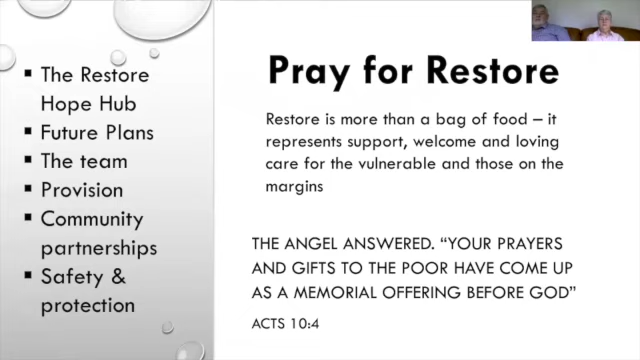 ▪ The Restore
Hope Hub
▪ Future Plans
▪ The team
▪ Provision
▪ Community
partnerships
▪ Safety &
protection
Pray for Restore
Restore is more than a bag of food – it
represents support, welcome and loving
care for the vulnerable and those on the
margins
THE ANGEL ANSWERED. “YOUR PRAYERS
AND GIFTS TO THE POOR HAVE COME UP
AS A MEMORIAL OFFERING BEFORE GOD”
ACTS 10:4